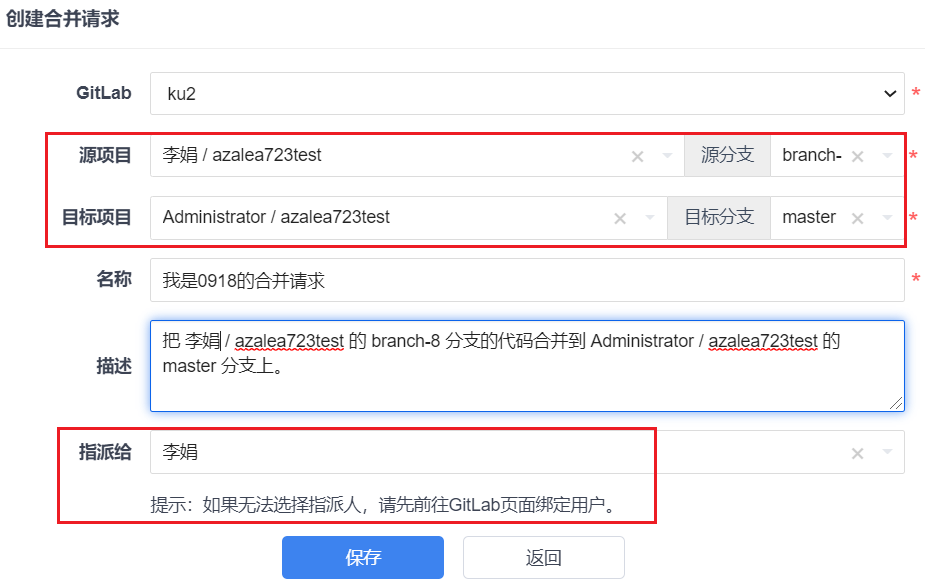 创建合并请求
GitLab ku2 *
源项目 李娟 / azalea723test × 源分支 branch- × *
目标项目 Administrator / azalea723test × 目标分支 master × *
名称 我是0918的合并请求 *
描述 把 李娟 / azalea723test 的 branch-8 分支的代码合并到 Administrator / azalea723test 的
master 分支上。
指派给 李娟 ×
提示：如果无法选择指派人，请先前往GitLab页面绑定用户。
保存 返回